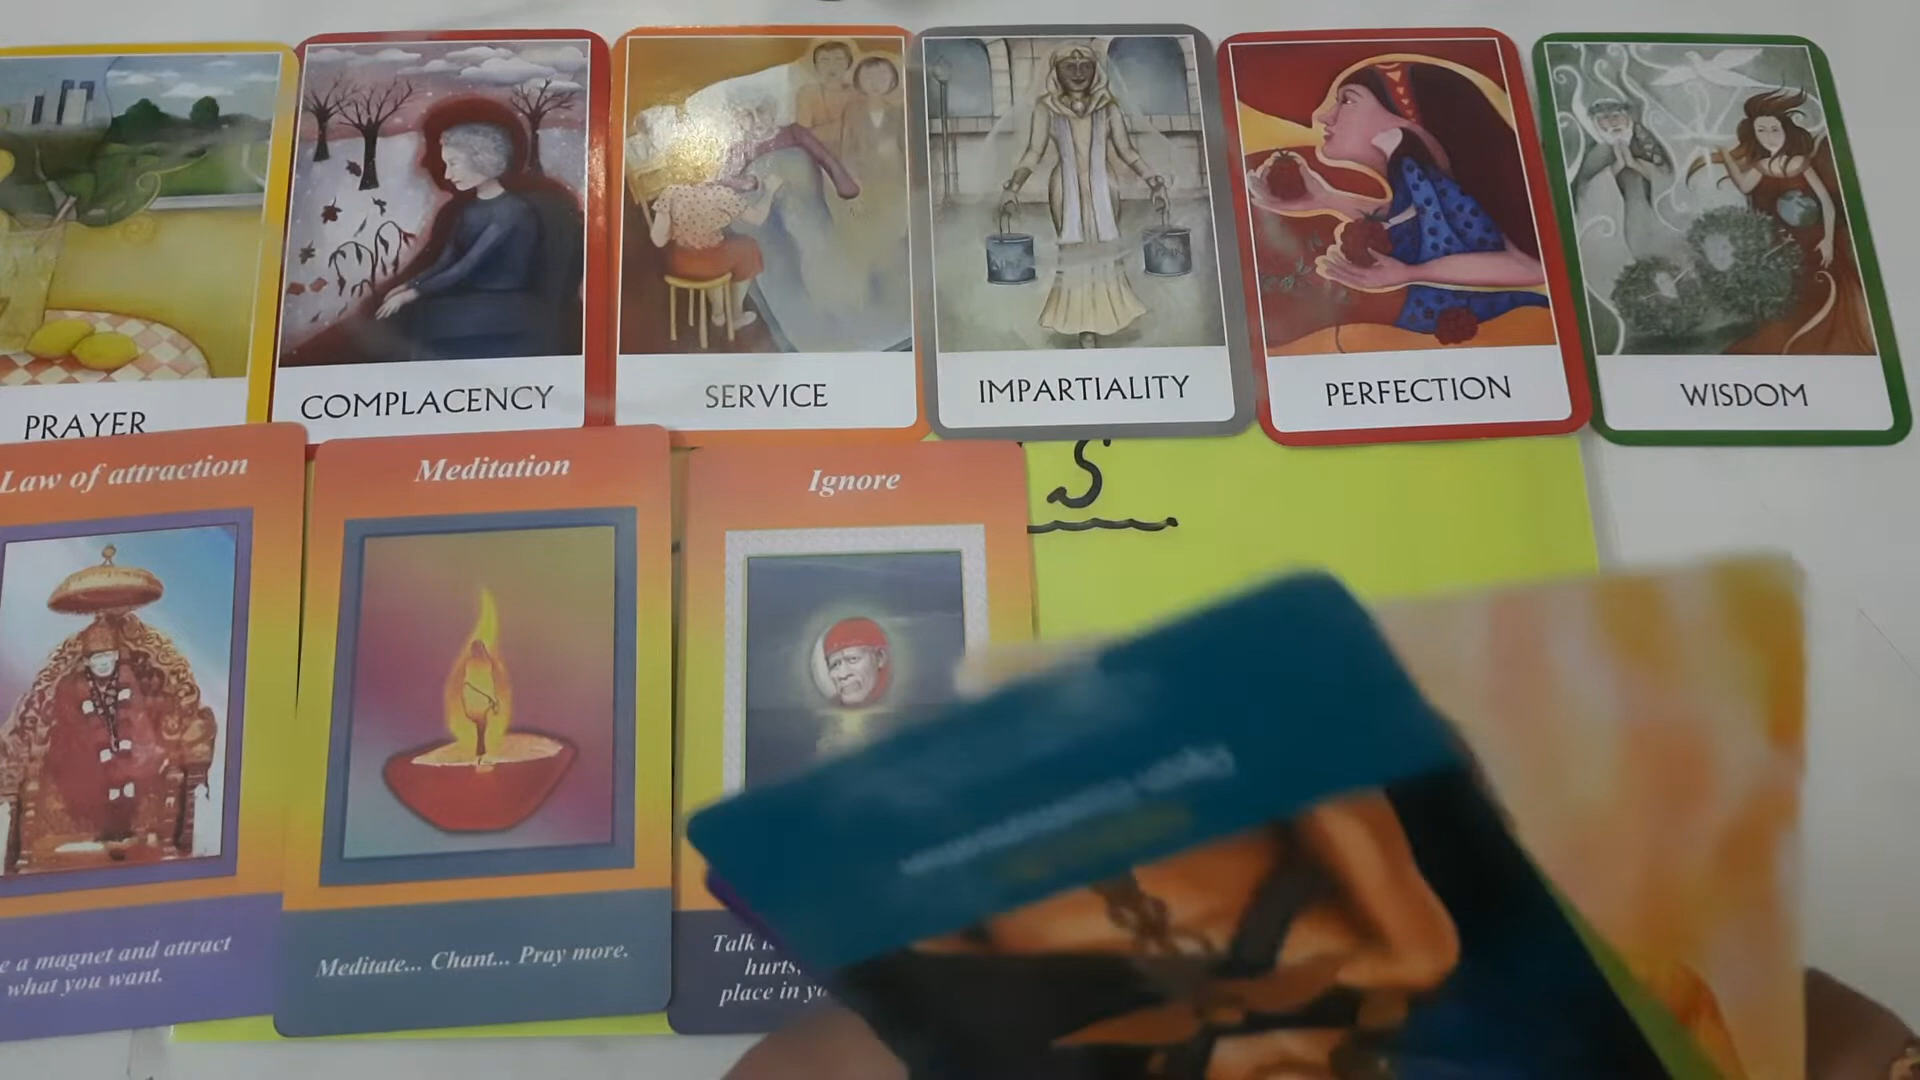 PRAYER
COMPLACENCY
SERVICE
IMPARTIALITY
PERFECTION
WISDOM
Law of attraction
Meditation
Ignore
S
e a magnet and attract
what you want.
Meditate... Chant... Pray more.
Talk
hurts,
place in